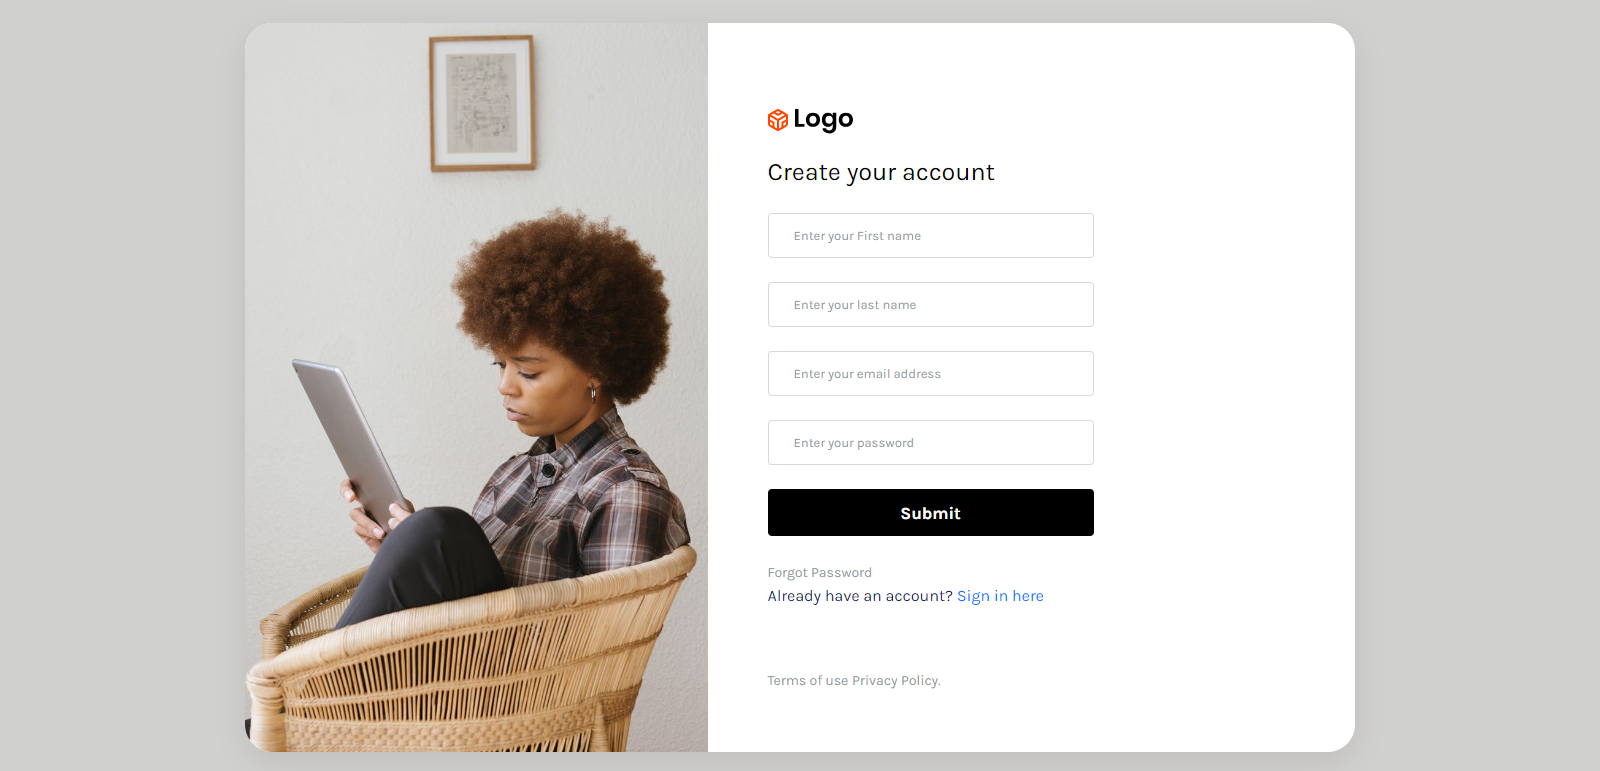 Logo
Create your account
Enter your First name
Enter your last name
Enter your email address
Enter your password
Submit
Forgot Password
Already have an account? Sign in here
Terms of use Privacy Policy.